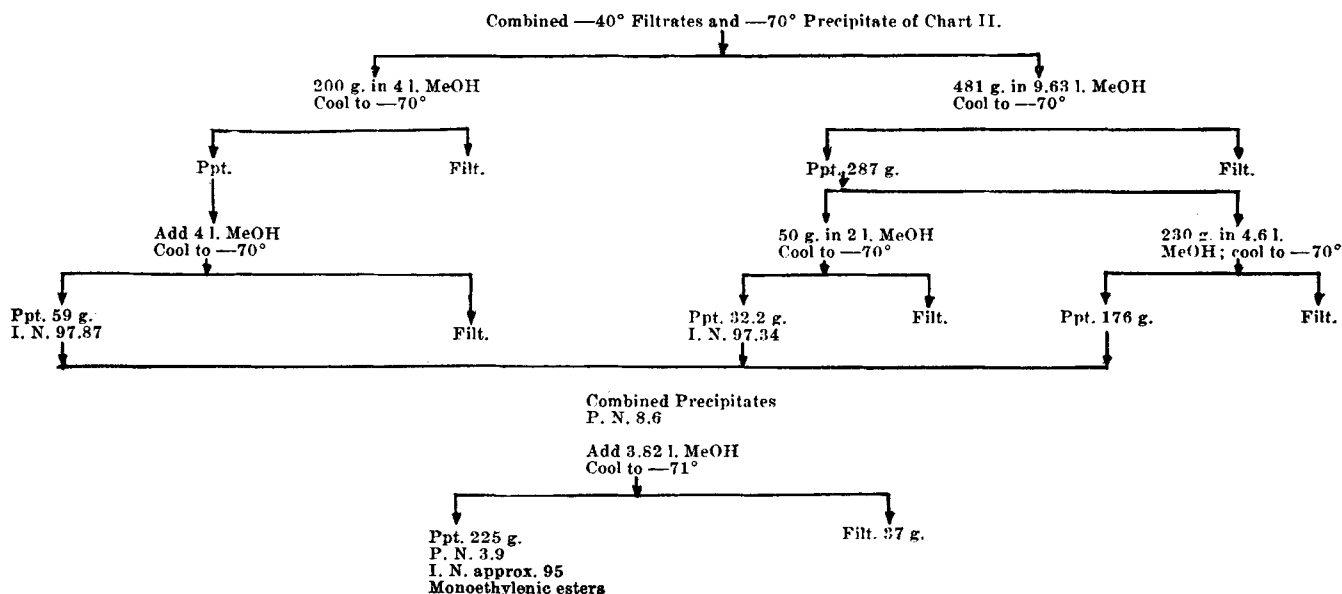 Combined —40° Filtrates and —70° Precipitate of Chart II.
200 g. in 4 l. MeOH
Cool to —70°
481 g. in 9.63 l. MeOH
Cool to —70°
Ppt.
Filt.
Ppt. 287 g.
Filt.
Add 4 l. MeOH
Cool to —70°
50 g. in 2 l. MeOH
Cool to —70°
230 g. in 4.6 l.
MeOH; cool to —70°
Ppt. 59 g.
I. N. 97.87
Filt.
Ppt. 32.2 g.
I. N. 97.34
Filt.
Ppt. 176 g.
Filt.
Combined Precipitates
P. N. 8.6
Add 3.82 l. MeOH
Cool to —71°
Ppt. 225 g.
P. N. 3.9
I. N. approx. 95
Monoethylenic esters
Filt. 37 g.